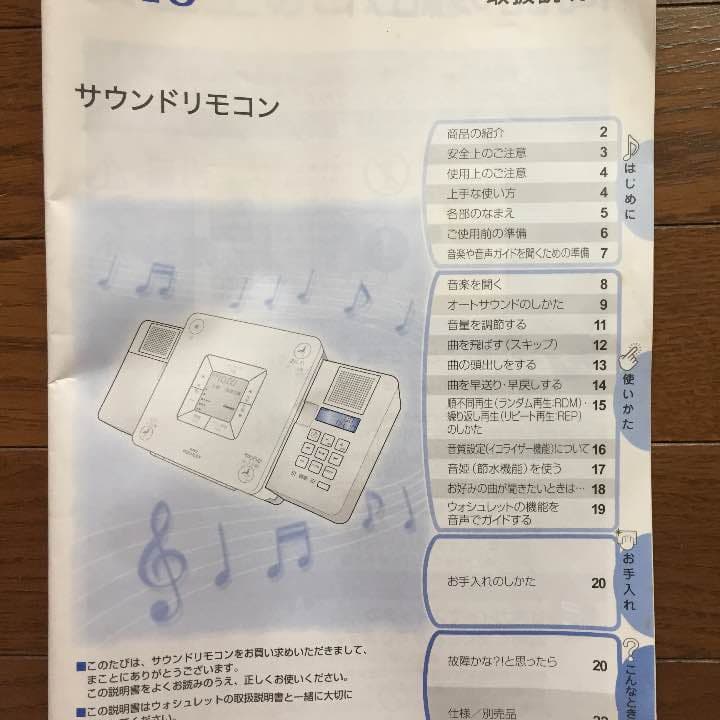 取扱説明
サウンドリモコン
商品の紹介 2
安全上のご注意 3
使用上のご注意 4
上手な使い方 4
各部のなまえ 5
ご使用前の準備 6
音楽や音声ガイドを聞くための準備 7
はじめに
音楽を聞く 8
オートサウンドのしかた 9
音量を調節する 11
曲を飛ばす(スキップ) 12
曲の頭出しをする 13
曲を早送り・早戻しする 14
順不同再生(ランダム再生:RDM)・
繰り返し再生(リピート再生:REP) 15
のしかた
音質設定(イコライザー機能)について 16
音姫(節水機能)を使う 17
お好みの曲が聞きたいときは… 18
ウォシュレットの機能を
音声でガイドする 19
使いかた
お手入れのしかた 20
お手入れ
故障かな?!と思ったら 20
仕様/別売品
こんなとき
■このたびは、サウンドリモコンをお買い求めいただきまして、
まことにありがとうございます。
この説明書をよくお読みのうえ、正しくお使いください。
■この説明書はウォシュレットの取扱説明書と一緒に大切に